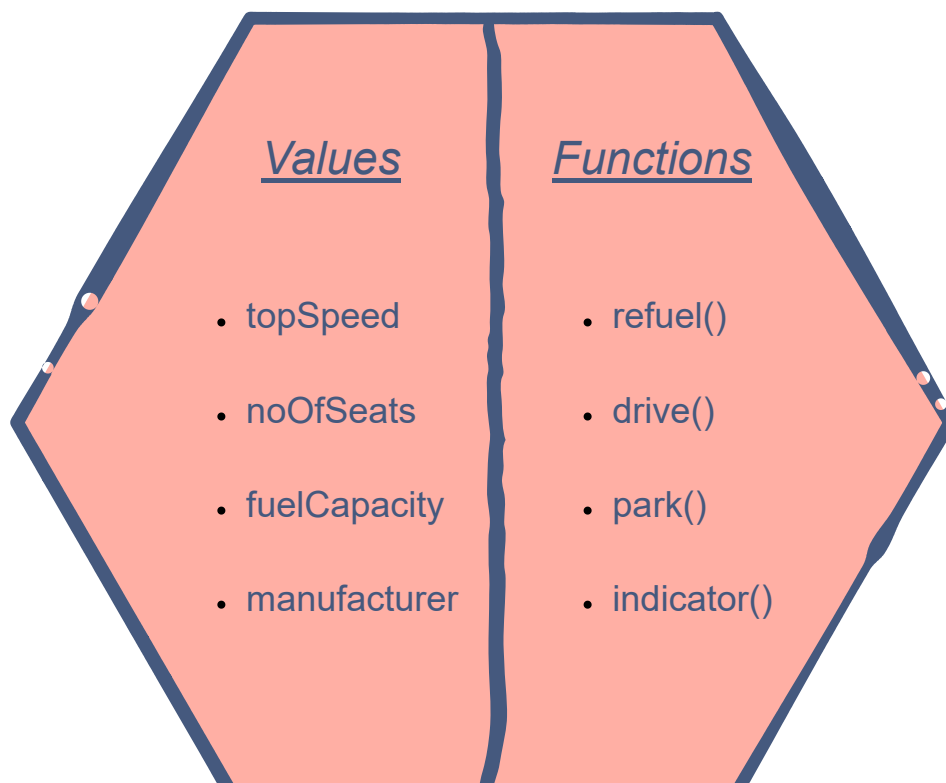 Values
topSpeed
noOfSeats
fuelCapacity
manufacturer
Functions
refuel()
drive()
park()
indicator()